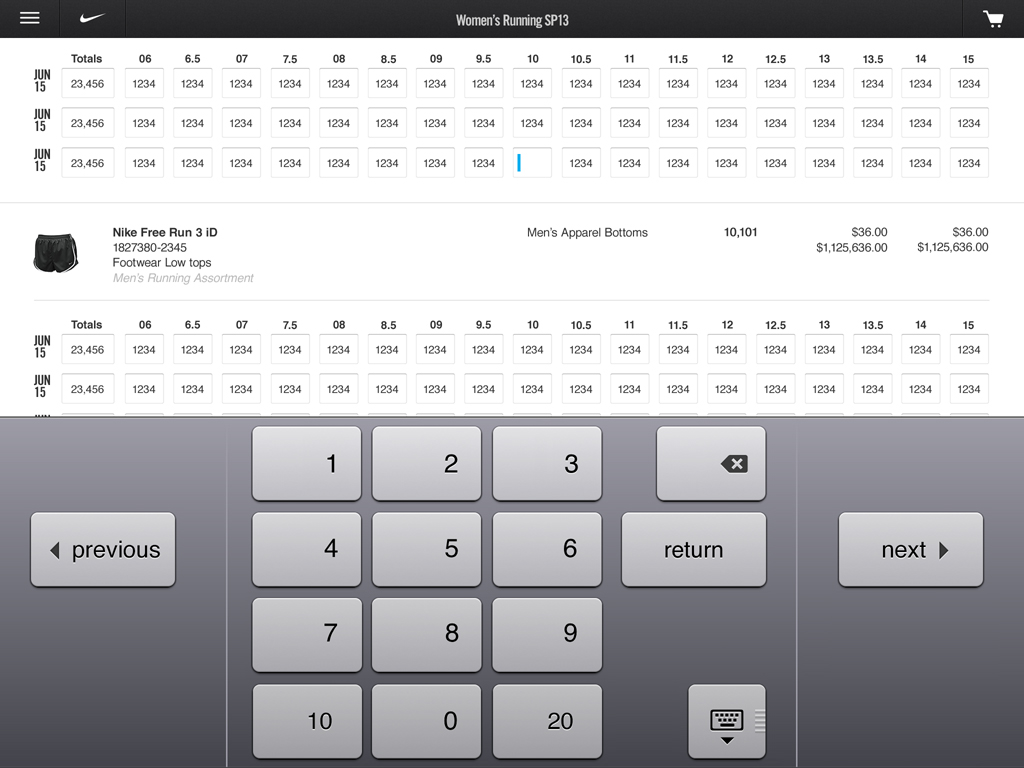 Women's Running SP13
Totals 06 6.5 07 7.5 08 8.5 09 9.5 10 10.5 11 11.5 12 12.5 13 13.5 14 15
JUN 15 23,456 1234 1234 1234 1234 1234 1234 1234 1234 1234 1234 1234 1234 1234 1234 1234 1234 1234 1234
JUN 15 23,456 1234 1234 1234 1234 1234 1234 1234 1234 1234 1234 1234 1234 1234 1234 1234 1234 1234 1234
JUN 15 23,456 1234 1234 1234 1234 1234 1234 1234 1234 1234 1234 1234 1234 1234 1234 1234 1234 1234
Nike Free Run 3 iD Men's Apparel Bottoms 10,101 $36.00 $36.00
1827380-2345 $1,125,636.00 $1,125,636.00
Footwear Low tops
Men's Running Assortment
Totals 06 6.5 07 7.5 08 8.5 09 9.5 10 10.5 11 11.5 12 12.5 13 13.5 14 15
JUN 15 23,456 1234 1234 1234 1234 1234 1234 1234 1234 1234 1234 1234 1234 1234 1234 1234 1234 1234 1234
JUN 15 23,456 1234 1234 1234 1234 1234 1234 1234 1234 1234 1234 1234 1234 1234 1234 1234 1234 1234 1234
1 2 3
previous 4 5 6 return next
7 8 9
10 0 20